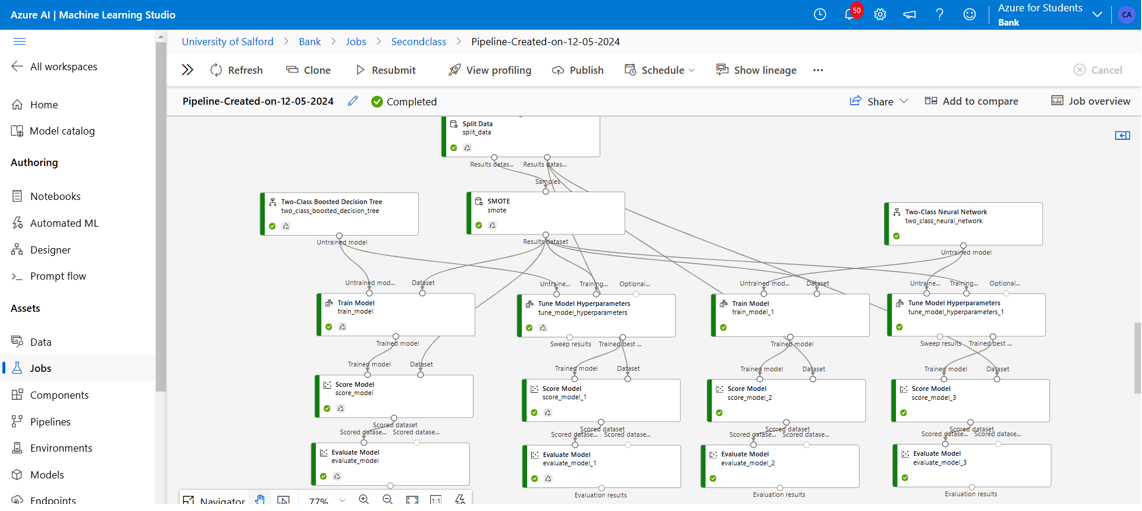 Azure AI | Machine Learning Studio
50
Azure for Students
Bank
CA
University of Salford > Bank > Jobs > Secondclass > Pipeline-Created-on-12-05-2024
All workspaces
Home
Model catalog
Authoring
Notebooks
Automated ML
Designer
Prompt flow
Assets
Data
Jobs
Components
Pipelines
Environments
Models
Endpoints
Refresh
Clone
Resubmit
View profiling
Publish
Schedule
Show lineage
Cancel
Pipeline-Created-on-12-05-2024
Completed
Share
Add to compare
Job overview
Split Data
split_data
Results datas...
Results datas...
Samples
Two-Class Boosted Decision Tree
two_class_boosted_decision_tree
Untrained model
SMOTE
smote
Results dataset
Two-Class Neural Network
two_class_neural_network
Untrained model
Untrained mod...
Dataset
Untraine...
Training...
Optional...
Untrained mod...
Dataset
Untraine...
Training...
Optional...
Train Model
train_model
Trained model
Tune Model Hyperparameters
tune_model_hyperparameters
Sweep results
Trained best ...
Train Model
train_model_1
Trained model
Tune Model Hyperparameters
tune_model_hyperparameters_1
Sweep results
Trained best ...
Trained model
Dataset
Trained model
Dataset
Trained model
Dataset
Trained model
Dataset
Score Model
score_model
Scored dataset
Score Model
score_model_1
Scored dataset
Score Model
score_model_2
Scored dataset
Score Model
score_model_3
Scored dataset
Scored datase...
Scored datase...
Scored datase...
Scored datase...
Scored datase...
Scored datase...
Scored datase...
Scored datase...
Evaluate Model
evaluate_model
Evaluate Model
evaluate_model_1
Evaluation results
Evaluate Model
evaluate_model_2
Evaluation results
Evaluate Model
evaluate_model_3
Evaluation results
Navigator
77%
1:1